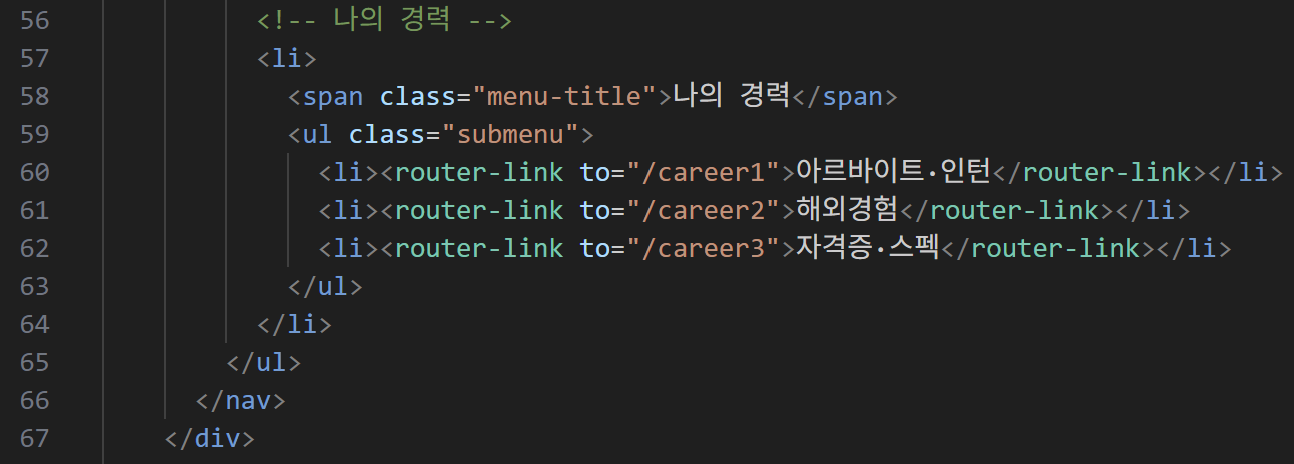 56 <!-- 나의 경력 -->
57 <li>
58 <span class="menu-title">나의 경력</span>
59 <ul class="submenu">
60 <li><router-link to="/career1">아르바이트·인턴</router-link></li>
61 <li><router-link to="/career2">해외경험</router-link></li>
62 <li><router-link to="/career3">자격증·스펙</router-link></li>
63 </ul>
64 </li>
65 </ul>
66 </nav>
67 </div>